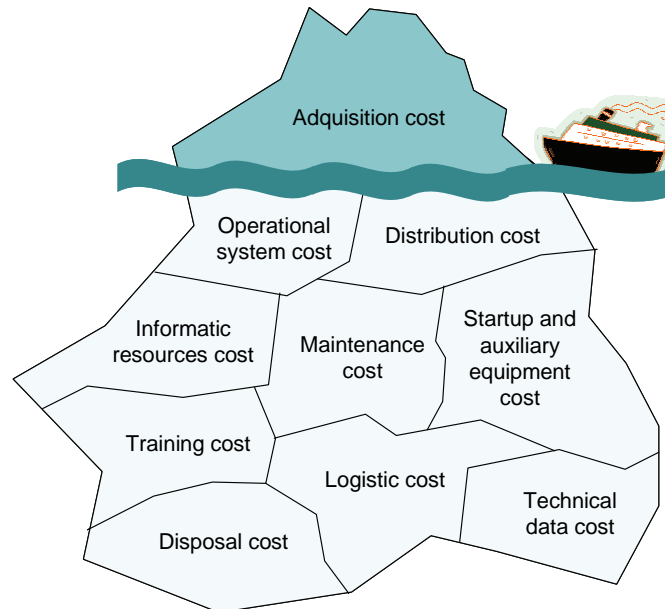 Adquisition cost
Operational
system cost
Distribution cost
Informatic
resources cost
Maintenance
cost
Startup and
auxiliary
equipment
cost
Training cost
Logistic cost
Technical
data cost
Disposal cost